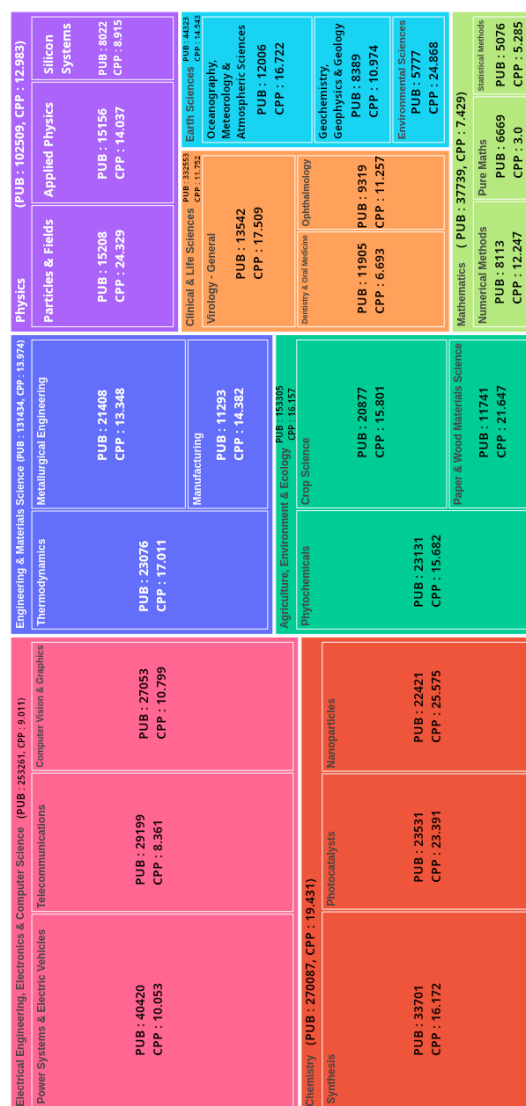 Electrical Engineering, Electronics & Computer Science (PUB : 253261, CPP : 9.011)
Power Systems & Electric Vehicles
PUB : 40420
CPP : 10.053
Telecommunications
PUB : 29199
CPP : 8.361
Computer Vision & Graphics
PUB : 27053
CPP : 10.799
Chemistry (PUB : 270087, CPP : 19.431)
Synthesis
PUB : 33701
CPP : 16.172
Photocatalysts
PUB : 23531
CPP : 23.391
Nanoparticles
PUB : 22421
CPP : 25.575
Engineering & Materials Science (PUB : 131434, CPP : 13.974)
Thermodynamics
PUB : 23076
CPP : 17.011
Metallurgical Engineering
PUB : 21408
CPP : 13.348
Manufacturing
PUB : 11293
CPP : 14.382
Agriculture, Environment & Ecology PUB : 153305
CPP : 16.157
Phytochemicals
PUB : 23131
CPP : 15.682
Crop Science
PUB : 20877
CPP : 15.801
Paper & Wood Materials Science
PUB : 11741
CPP : 21.647
Physics (PUB : 102509, CPP : 12.983)
Particles & Fields
PUB : 15208
CPP : 24.329
Applied Physics
PUB : 15156
CPP : 14.037
Silicon
Systems
PUB : 8022
CPP : 8.915
Clinical & Life Sciences PUB : 332553
CPP : 11.752
Virology - General
PUB : 13542
CPP : 17.509
Dentistry & Oral Medicine
PUB : 11905
CPP : 6.693
Ophthalmology
PUB : 9319
CPP : 11.257
Earth Sciences PUB : 44323
CPP : 14.543
Oceanography,
Meteorology &
Atmospheric Sciences
PUB : 12006
CPP : 16.722
Geochemistry,
Geophysics & Geology
PUB : 8389
CPP : 10.974
Environmental Sciences
PUB : 5777
CPP : 24.868
Mathematics ( PUB : 37739, CPP : 7.429)
Numerical Methods
PUB : 8113
CPP : 12.247
Pure Maths
PUB : 6669
CPP : 3.0
Statistical Methods
PUB : 5076
CPP : 5.285